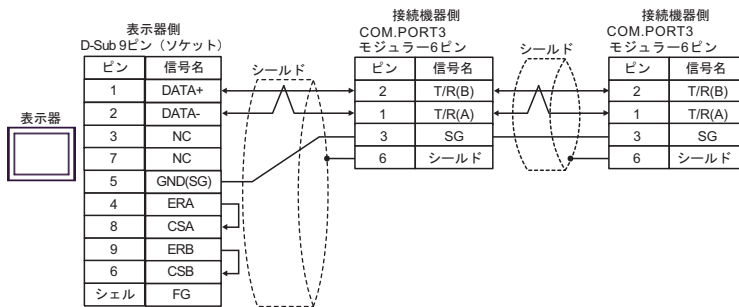 表示器側
D-Sub 9ピン（ソケット）
接続機器側
COM.PORT3
モジュラー6ピン
接続機器側
COM.PORT3
モジュラー6ピン
表示器
シールド
シールド
ピン 信号名
1 DATA+
2 DATA-
3 NC
7 NC
5 GND(SG)
4 ERA
8 CSA
9 ERB
6 CSB
シェル FG
ピン 信号名
2 T/R(B)
1 T/R(A)
3 SG
6 シールド
ピン 信号名
2 T/R(B)
1 T/R(A)
3 SG
6 シールド